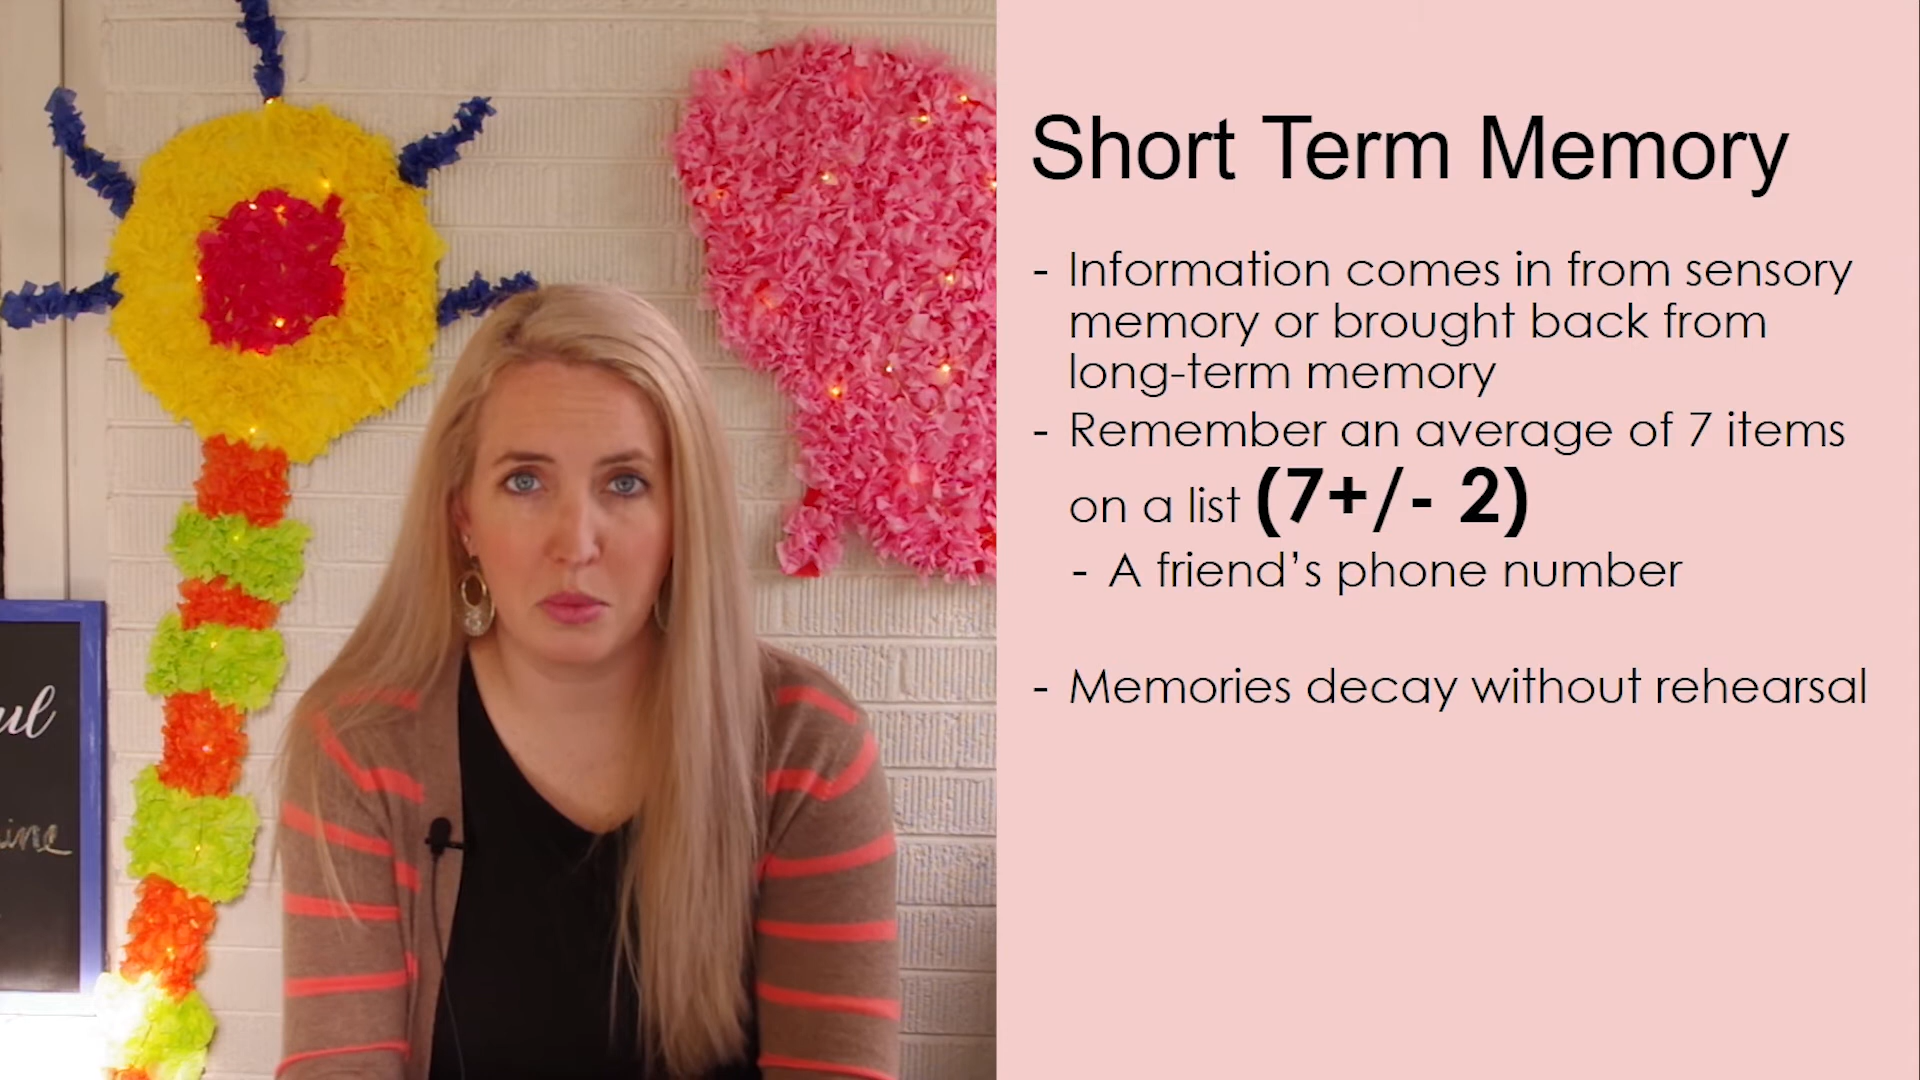 Short Term Memory
- Information comes in from sensory
memory or brought back from
long-term memory
- Remember an average of 7 items
on a list (7+/- 2)
- A friend’s phone number
- Memories decay without rehearsal